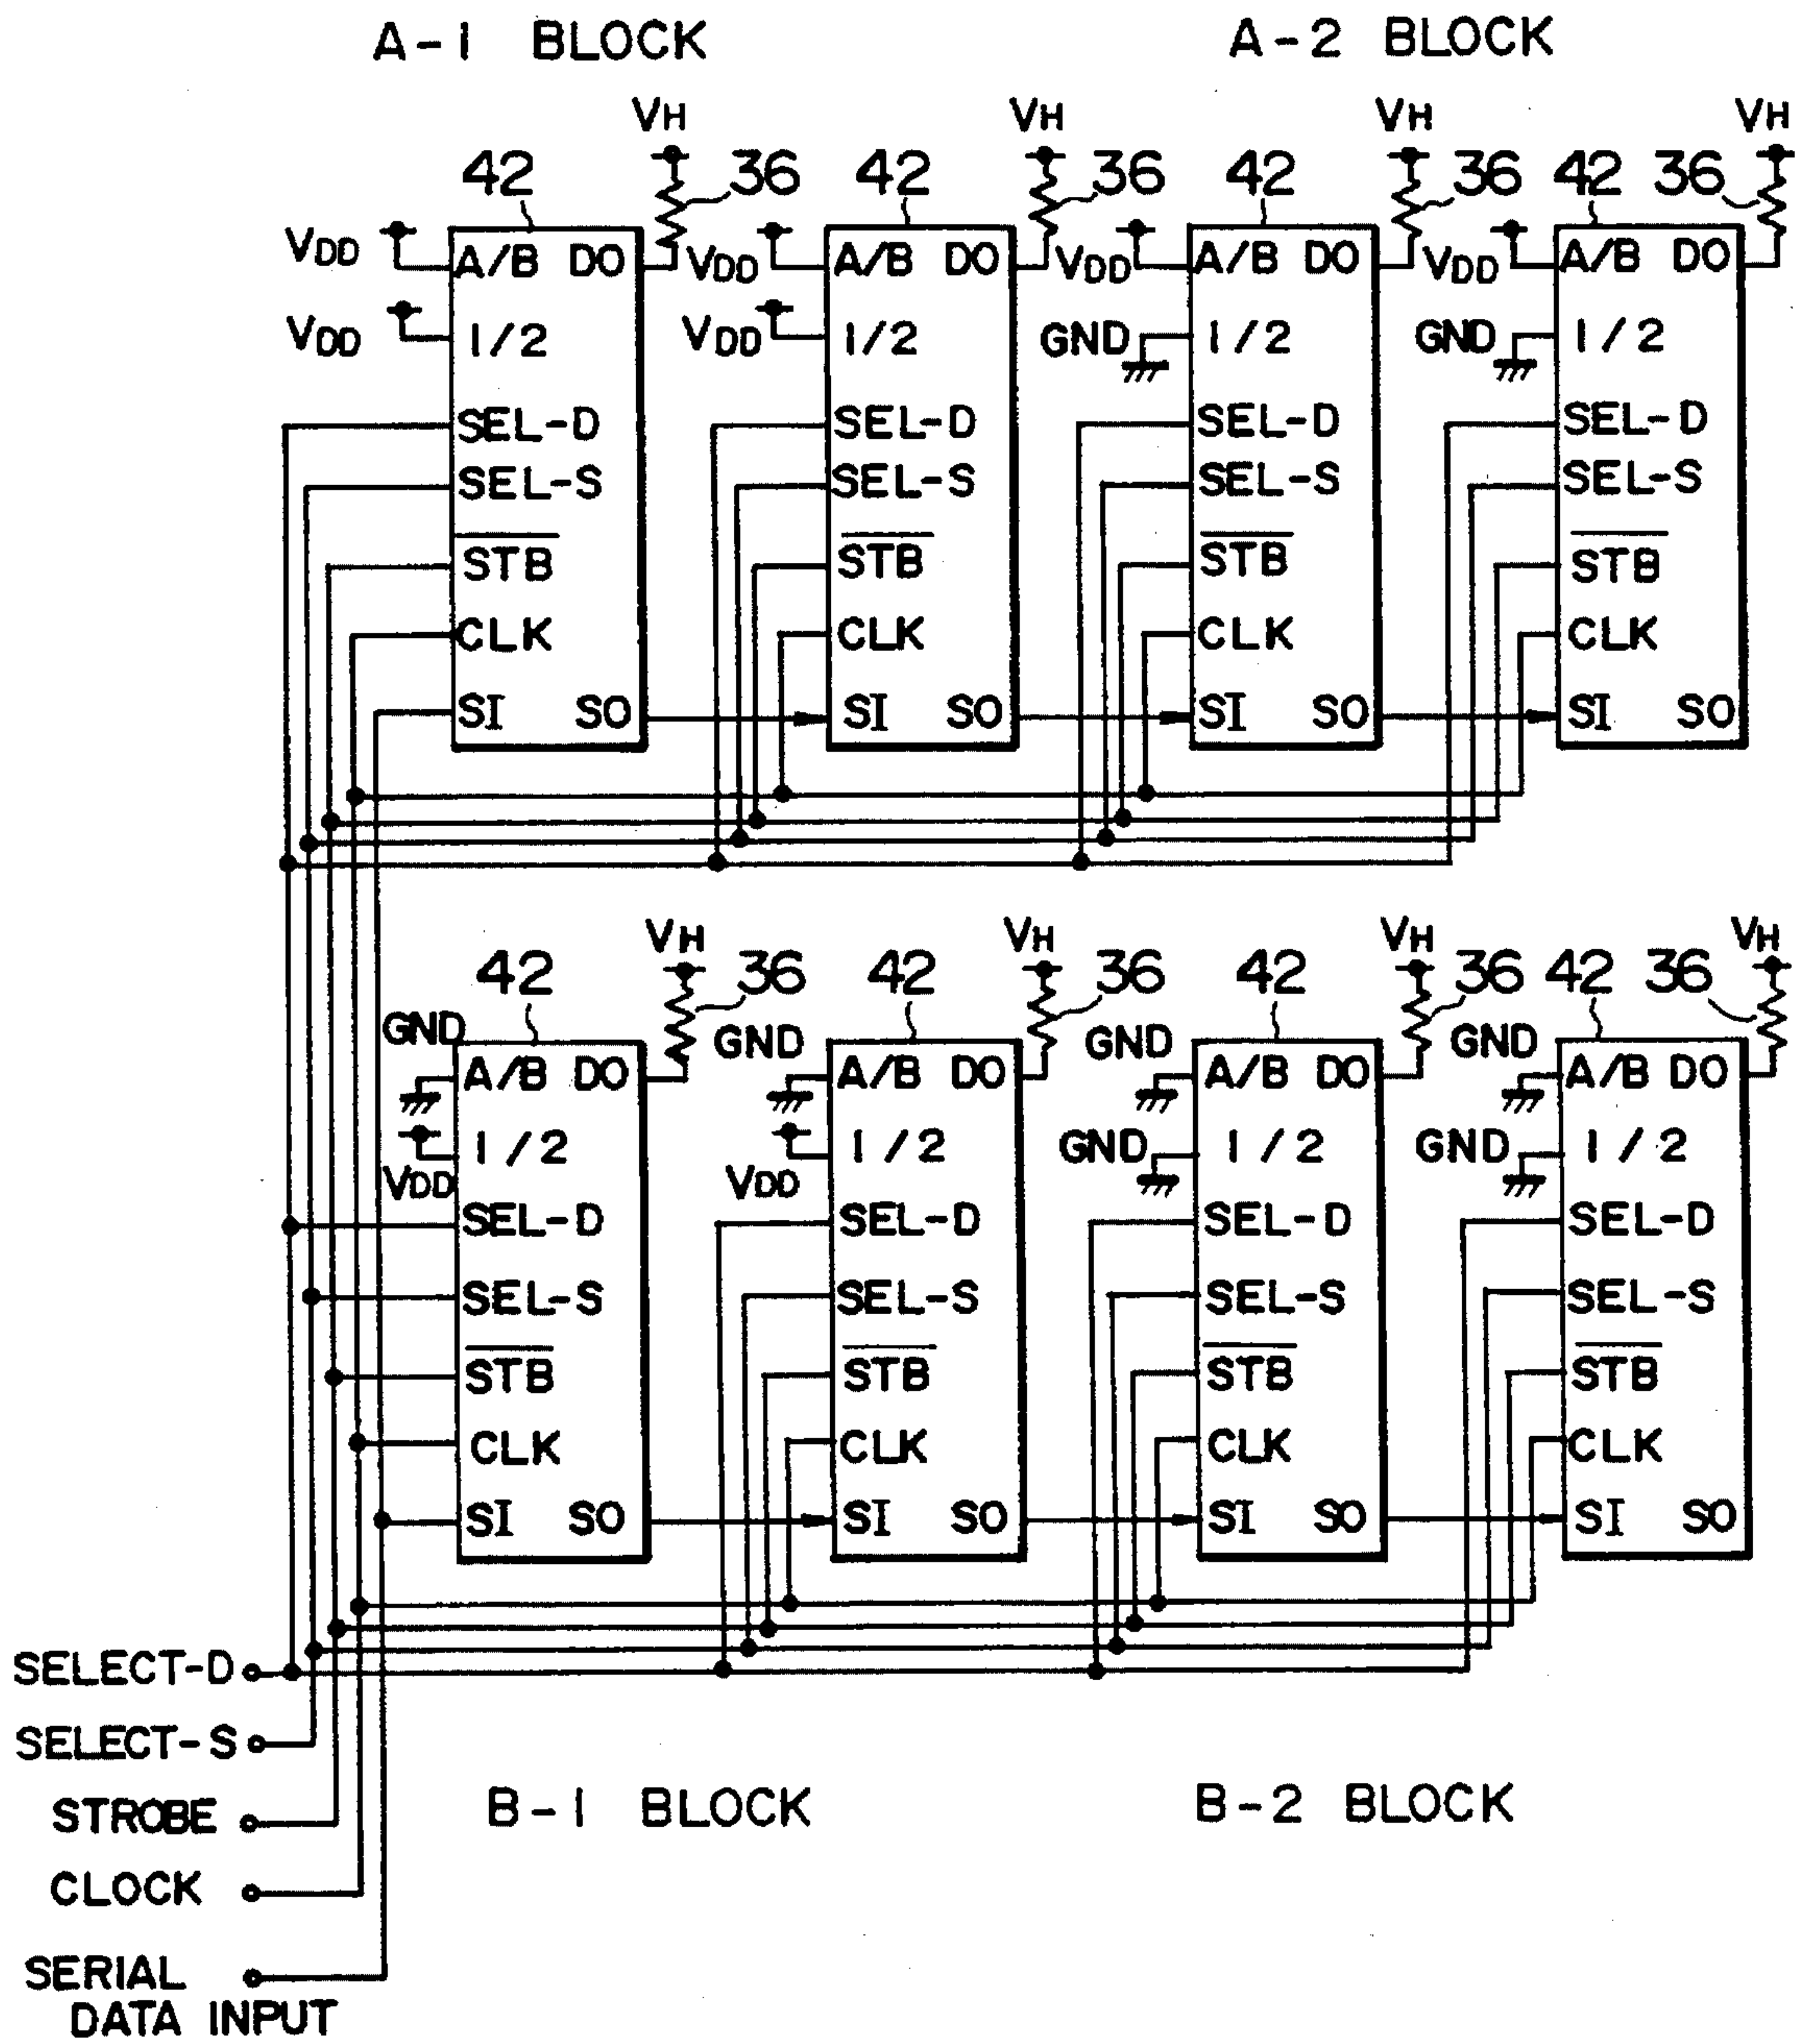 A-1 BLOCK A-2 BLOCK
VH VH VH VH
42 36 42 36 42 36 42 36
VDD A/B DO VDD A/B DO VDD A/B DO VDD A/B DO
VDD 1/2 VDD 1/2 GND 1/2 GND 1/2
SEL-D SEL-D SEL-D SEL-D
SEL-S SEL-S SEL-S SEL-S
STB STB STB STB
CLK CLK CLK CLK
SI SO SI SO SI SO SI SO
VH VH VH VH
42 36 42 36 42 36 42 36
GND GND GND GND
A/B DO A/B DO A/B DO A/B DO
1/2 1/2 GND 1/2 GND 1/2
VDD VDD
SEL-D SEL-D SEL-D SEL-D
SEL-S SEL-S SEL-S SEL-S
STB STB STB STB
CLK CLK CLK CLK
SI SO SI SO SI SO SI SO
SELECT-D
SELECT-S
STROBE
B-1 BLOCK B-2 BLOCK
CLOCK
SERIAL
DATA INPUT